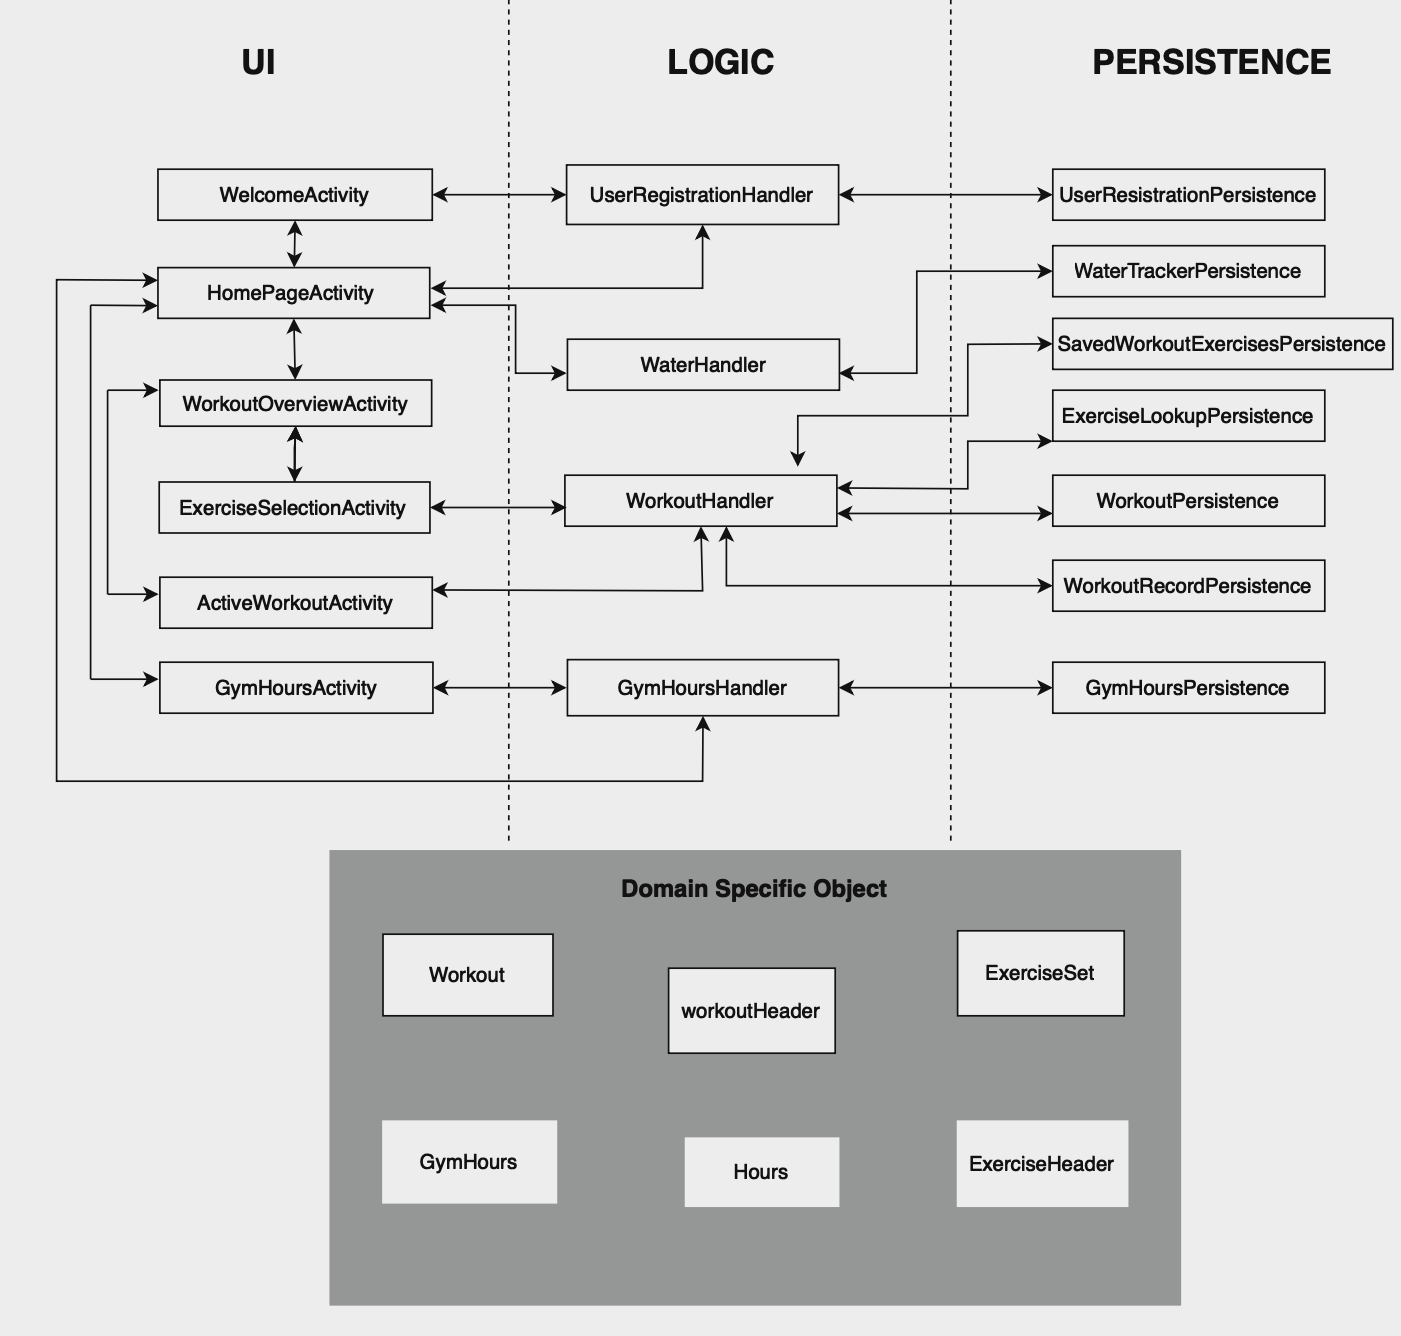 UI
LOGIC
PERSISTENCE
WelcomeActivity
UserRegistrationHandler
UserResistrationPersistence
WaterTrackerPersistence
HomePageActivity
SavedWorkoutExercisesPersistence
WaterHandler
WorkoutOverviewActivity
ExerciseLookupPersistence
ExerciseSelectionActivity
WorkoutHandler
WorkoutPersistence
WorkoutRecordPersistence
ActiveWorkoutActivity
GymHoursActivity
GymHoursHandler
GymHoursPersistence
Domain Specific Object
Workout
workoutHeader
ExerciseSet
GymHours
Hours
ExerciseHeader